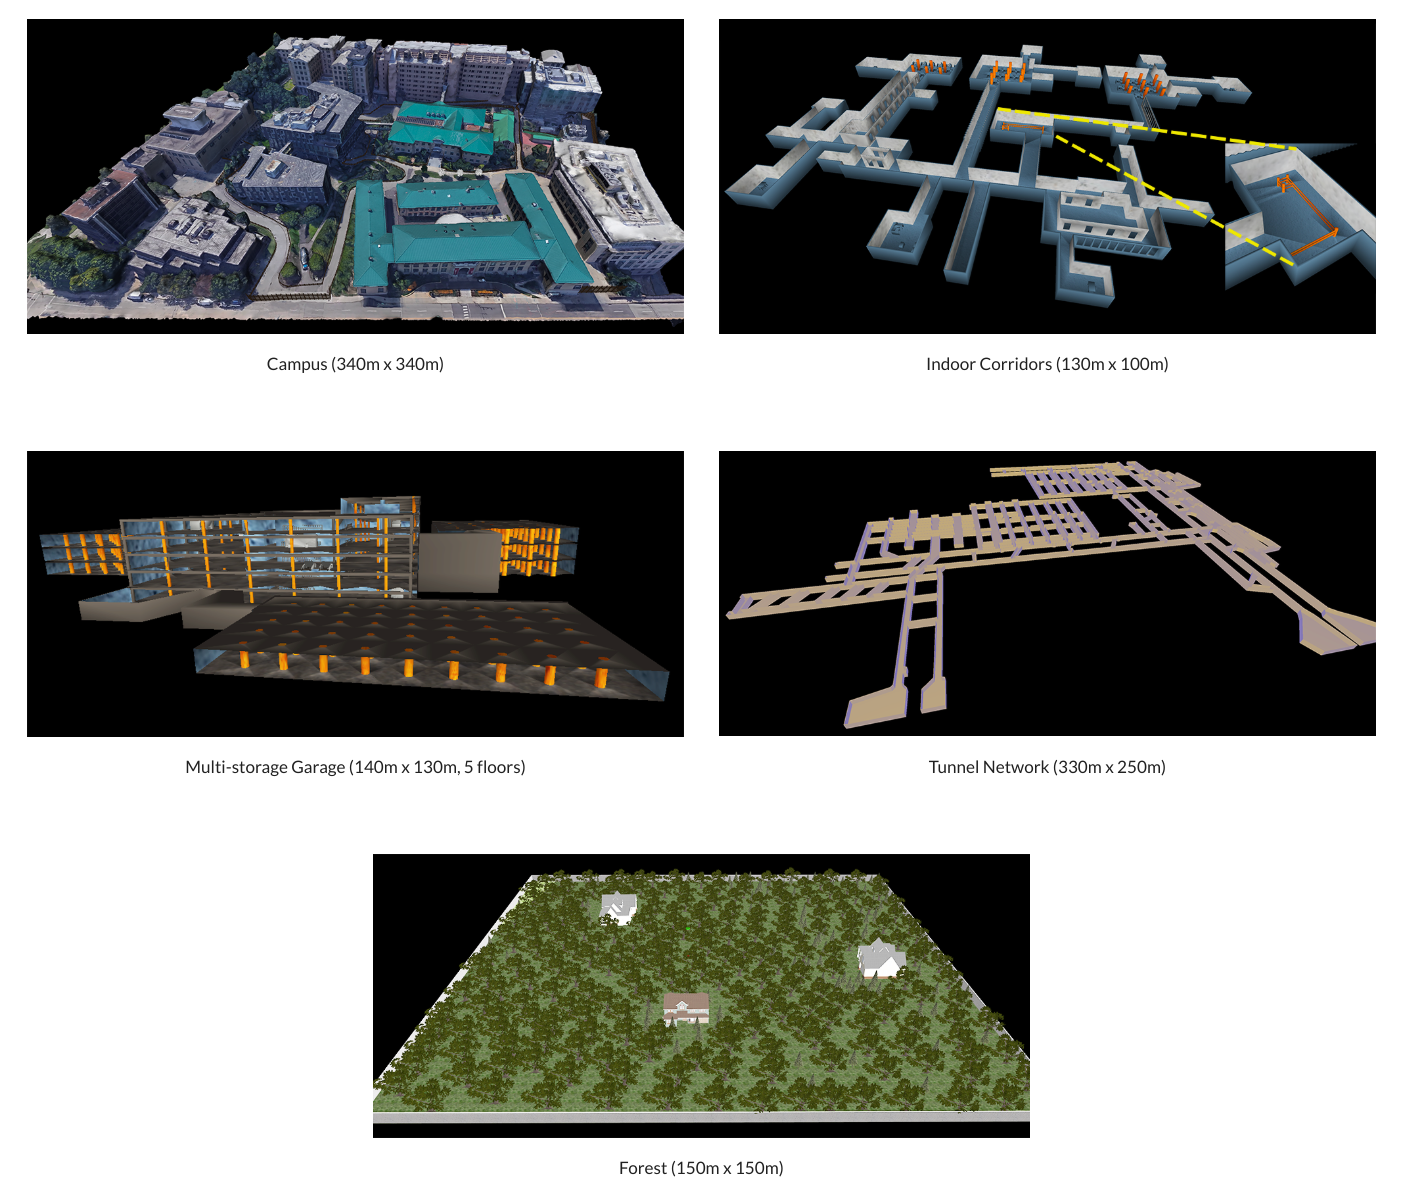 Campus (340m x 340m)
Indoor Corridors (130m x 100m)
Multi-storage Garage (140m x 130m, 5 floors)
Tunnel Network (330m x 250m)
Forest (150m x 150m)